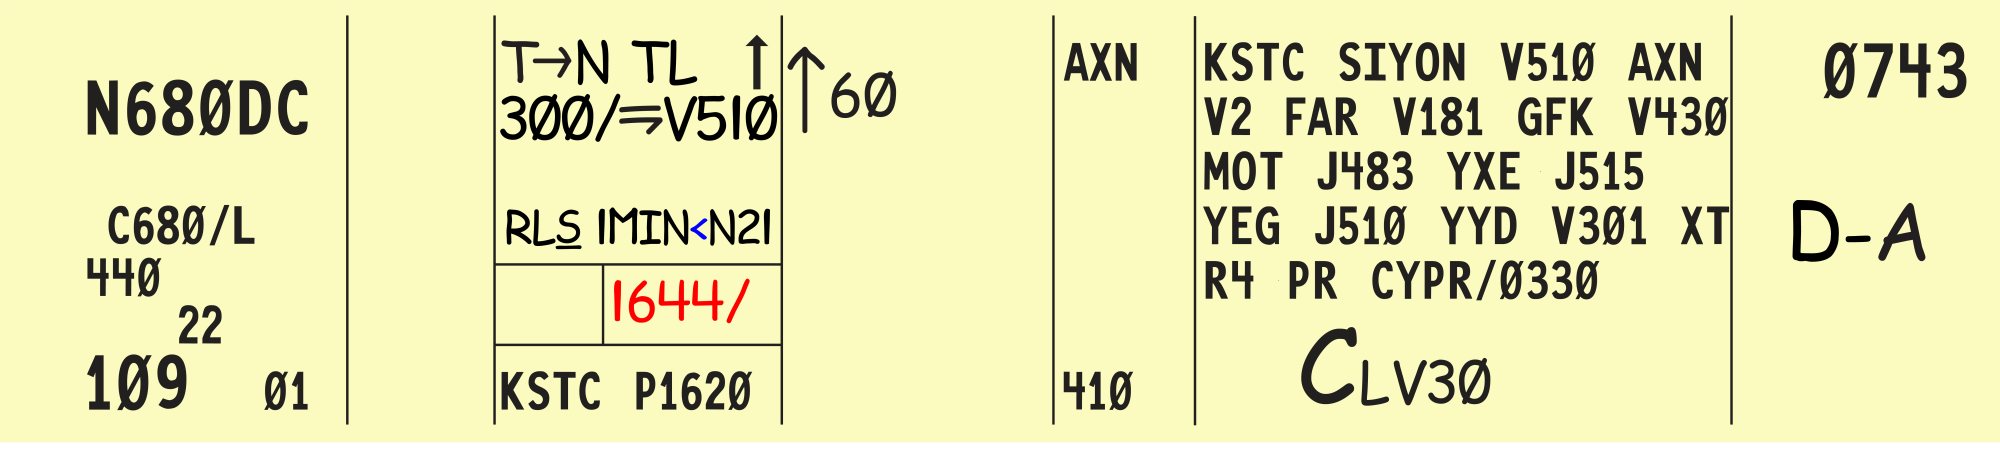 N68ØDC
C68Ø/L
44Ø
22
1Ø9 Ø1
T→N TL ↑
3ØØ/⇒V51Ø
RLS 1MIN<N21
1644/
KSTC P162Ø
↑6Ø
AXN
41Ø
KSTC SIYON V51Ø AXN
V2 FAR V181 GFK V43Ø
MOT J483 YXE J515
YEG J51Ø YYD V3Ø1 XT
R4 PR CYPR/Ø33Ø
CLV3Ø
Ø743
D-A